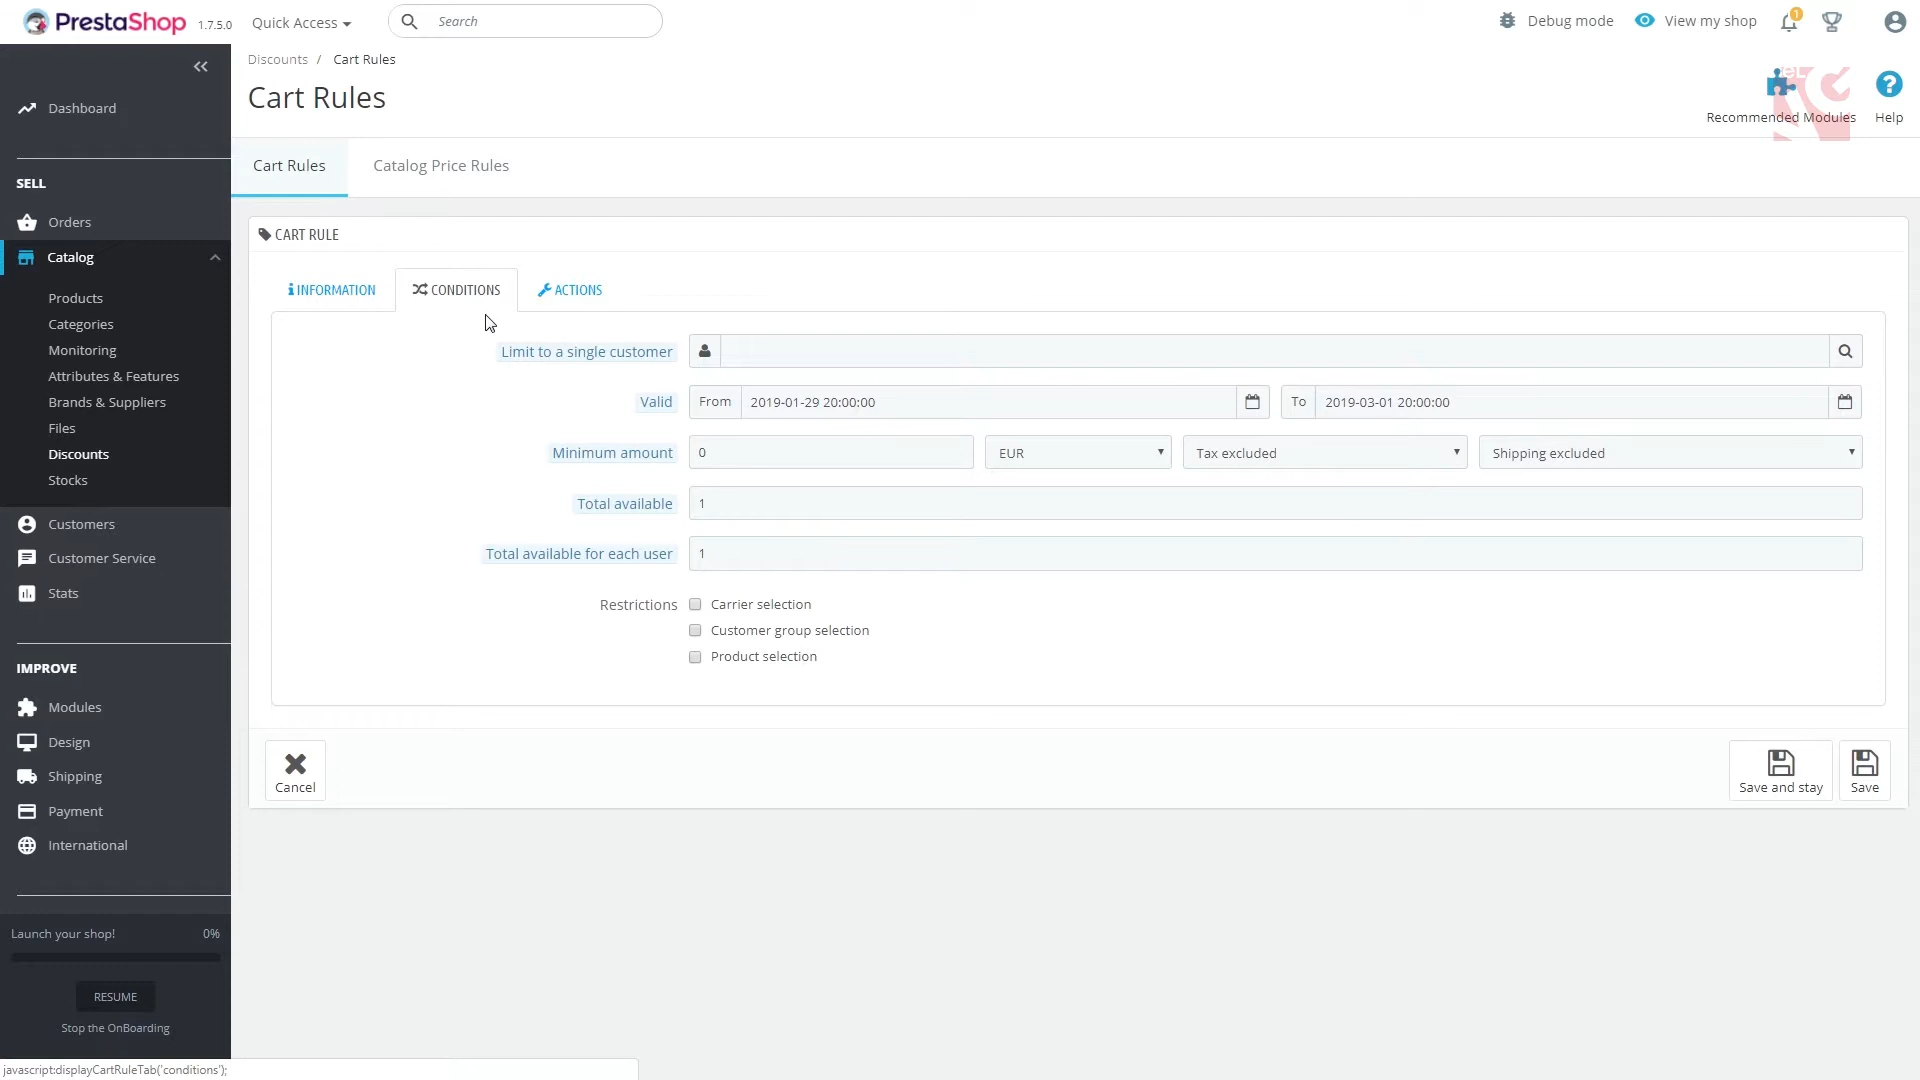 PrestaShop 1.7.5.0 Quick Access Search Debug mode View my shop 1
Discounts / Cart Rules
Cart Rules
Recommended Modules Help
Cart Rules Catalog Price Rules
Dashboard
SELL
Orders
Catalog
Products
Categories
Monitoring
Attributes & Features
Brands & Suppliers
Files
Discounts
Stocks
Customers
Customer Service
Stats
IMPROVE
Modules
Design
Shipping
Payment
International
Launch your shop! 0%
RESUME
Stop the OnBoarding
CART RULE
INFORMATION CONDITIONS ACTIONS
Limit to a single customer
Valid From 2019-01-29 20:00:00 To 2019-03-01 20:00:00
Minimum amount 0 EUR Tax excluded Shipping excluded
Total available 1
Total available for each user 1
Restrictions Carrier selection
Customer group selection
Product selection
Cancel Save and stay Save
javascript:displayCartRuleTab('conditions');